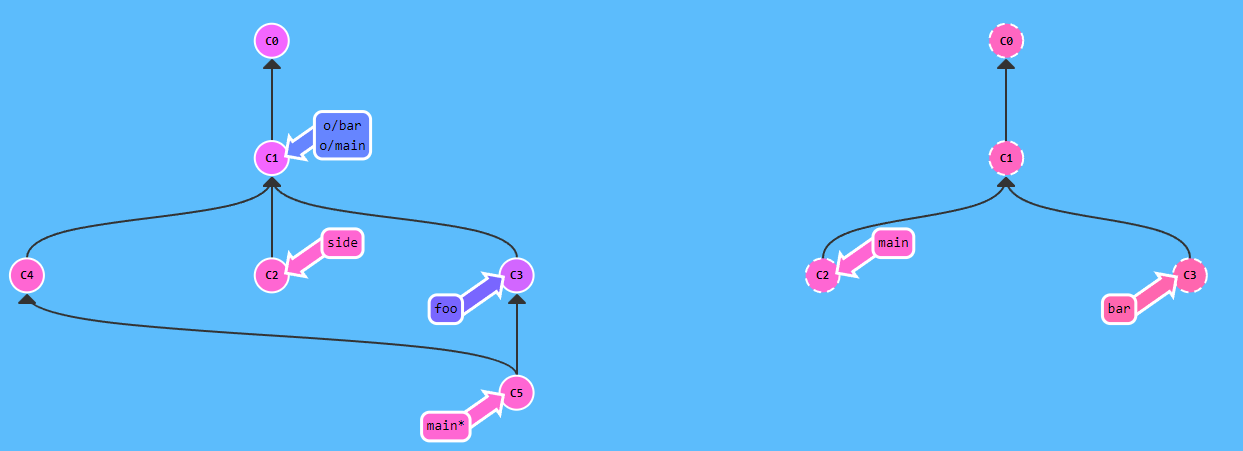 C0
o/bar
o/main
C1
side
C4
C2
C3
foo
C5
main*
C0
C1
main
C2
C3
bar